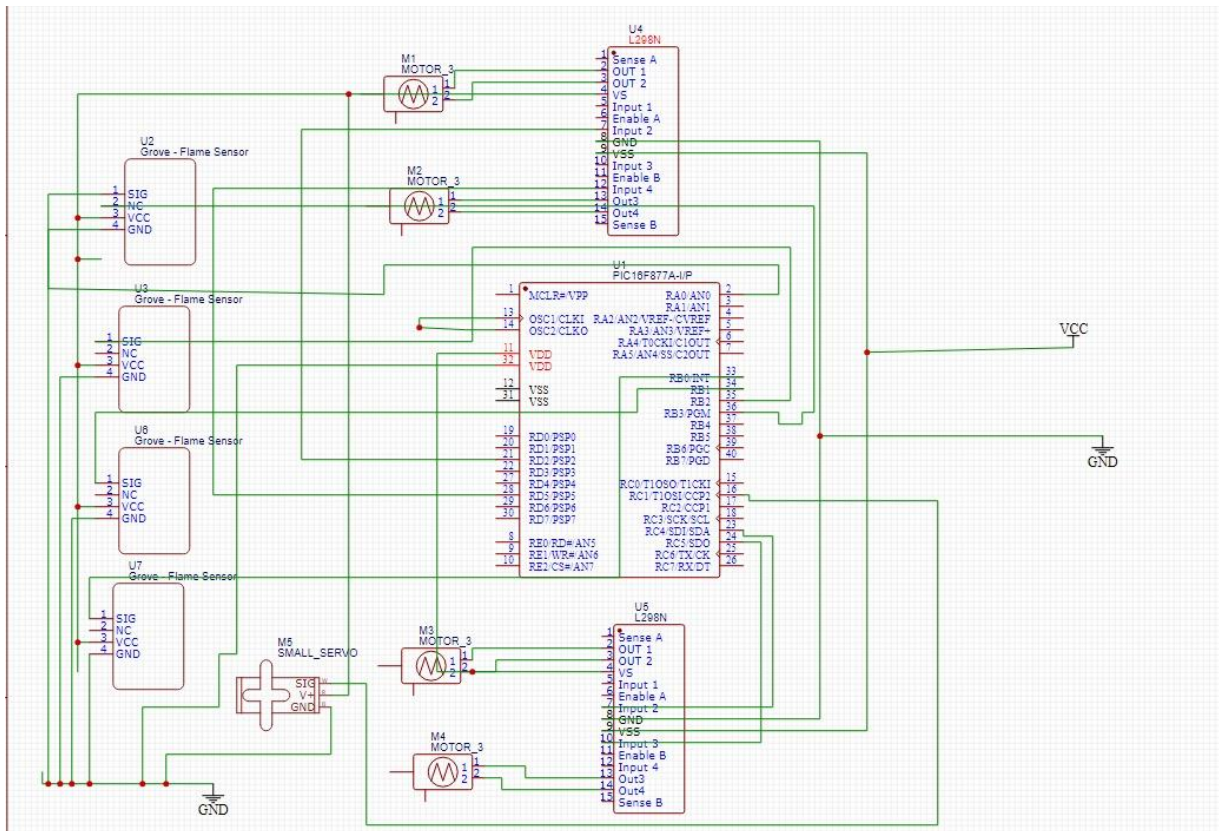 U4
L298N
1 Sense A
2 OUT 1
3 OUT 2
4 VS
5 Input 1
6 Enable A
7 Input 2
8 GND
9 VSS
10 Input 3
11 Enable B
12 Input 4
13 Out3
14 Out4
15 Sense B
M1
MOTOR_3
1
2
1
2
M2
MOTOR_3
1
2
1
2
U2
Grove - Flame Sensor
1 SIG
2 NC
3 VCC
4 GND
U3
Grove - Flame Sensor
1 SIG
2 NC
3 VCC
4 GND
U6
Grove - Flame Sensor
1 SIG
2 NC
3 VCC
4 GND
U7
Grove - Flame Sensor
1 SIG
2 NC
3 VCC
4 GND
U1
PIC16F877A-I/P
1 MCLR#/VPP
13 OSC1/CLKI
14 OSC2/CLKO
11 VDD
32 VDD
12 VSS
31 VSS
19 RD0/PSP0
20 RD1/PSP1
21 RD2/PSP2
22 RD3/PSP3
27 RD4/PSP4
28 RD5/PSP5
29 RD6/PSP6
30 RD7/PSP7
8 RE0/RD#/AN5
9 RE1/WR#/AN6
10 RE2/CS#/AN7
RA0/AN0 2
RA1/AN1 3
RA2/AN2/VREF-/CVREF 4
RA3/AN3/VREF+ 5
RA4/T0CKI/C1OUT 6
RA5/AN4/SS/C2OUT 7
RB0/INT 33
RB1 34
RB2 35
RB3/PGM 36
RB4 37
RB5 38
RB6/PGC 39
RB7/PGD 40
RC0/T1OSO/T1CKI 15
RC1/T1OSI/CCP2 16
RC2/CCP1 17
RC3/SCK/SCL 18
RC4/SDI/SDA 23
RC5/SDO 24
RC6/TX/CK 25
RC7/RX/DT 26
VCC
GND
M5
SMALL_SERVO
SIG
V+
GND
M3
MOTOR_3
1
2
1
2
M4
MOTOR_3
1
2
1
2
U5
L298N
1 Sense A
2 OUT 1
3 OUT 2
4 VS
5 Input 1
6 Enable A
7 Input 2
8 GND
9 VSS
10 Input 3
11 Enable B
12 Input 4
13 Out3
14 Out4
15 Sense B
GND